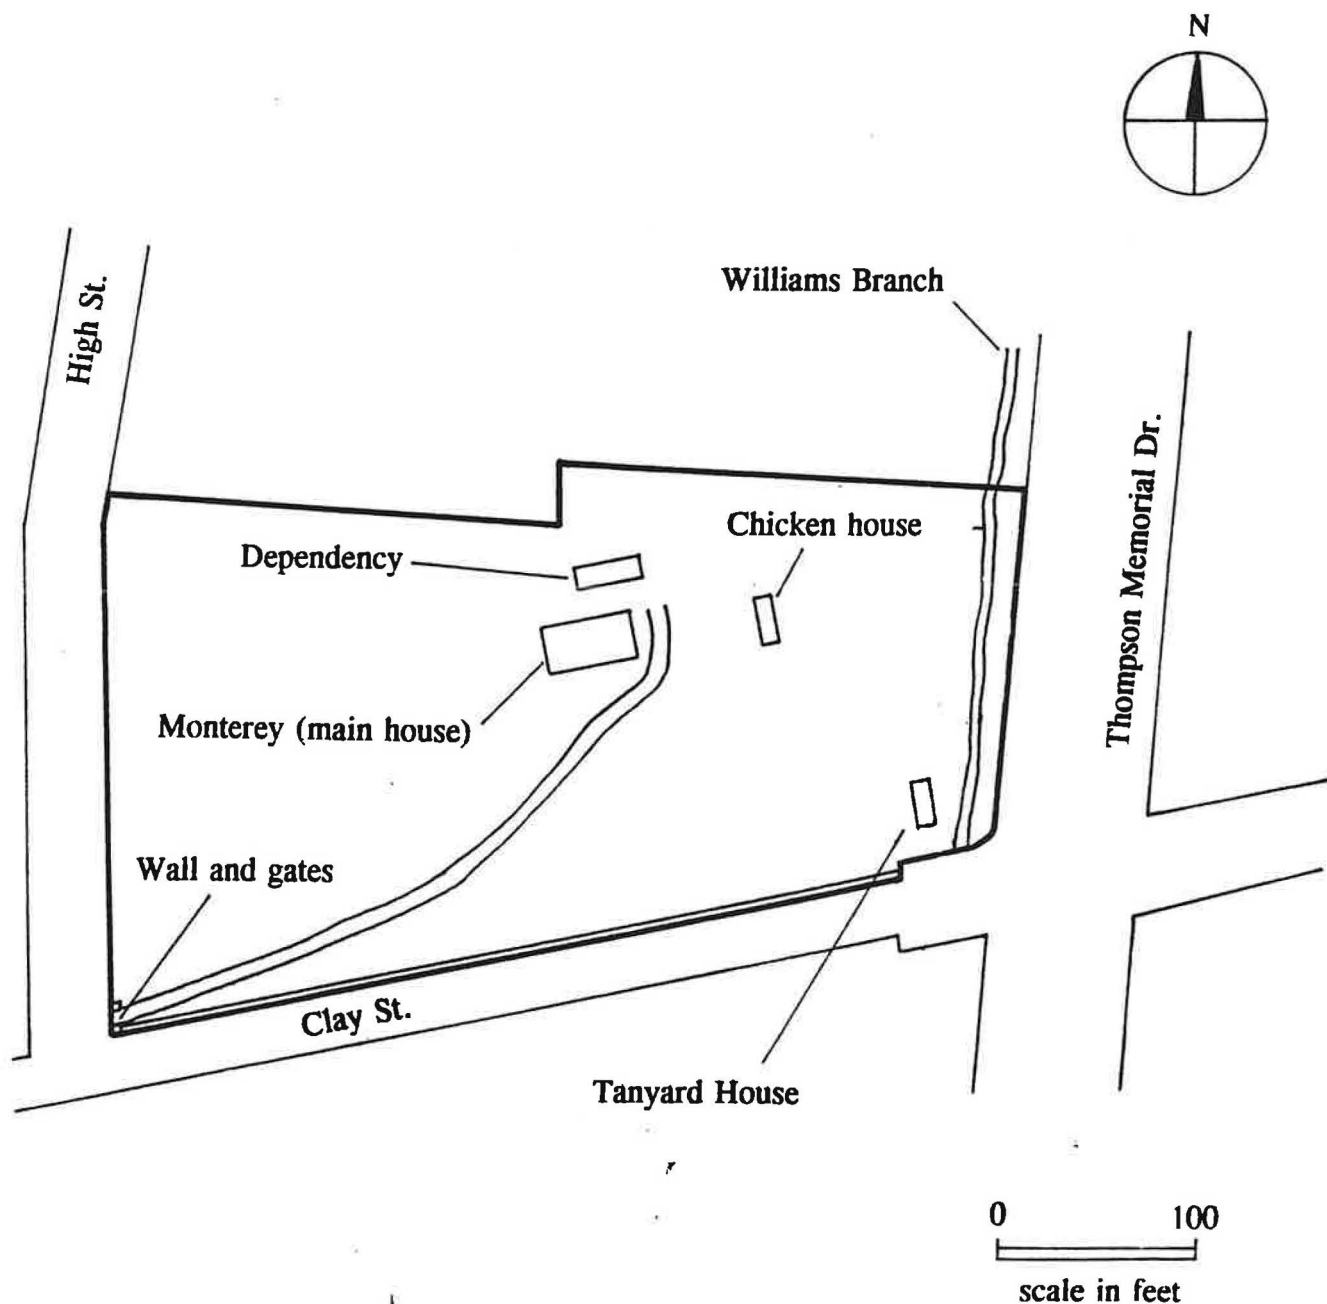 N
Williams Branch
High St.
Thompson Memorial Dr.
Chicken house
Dependency
Monterey (main house)
Wall and gates
Clay St.
Tanyard House
0 100
scale in feet